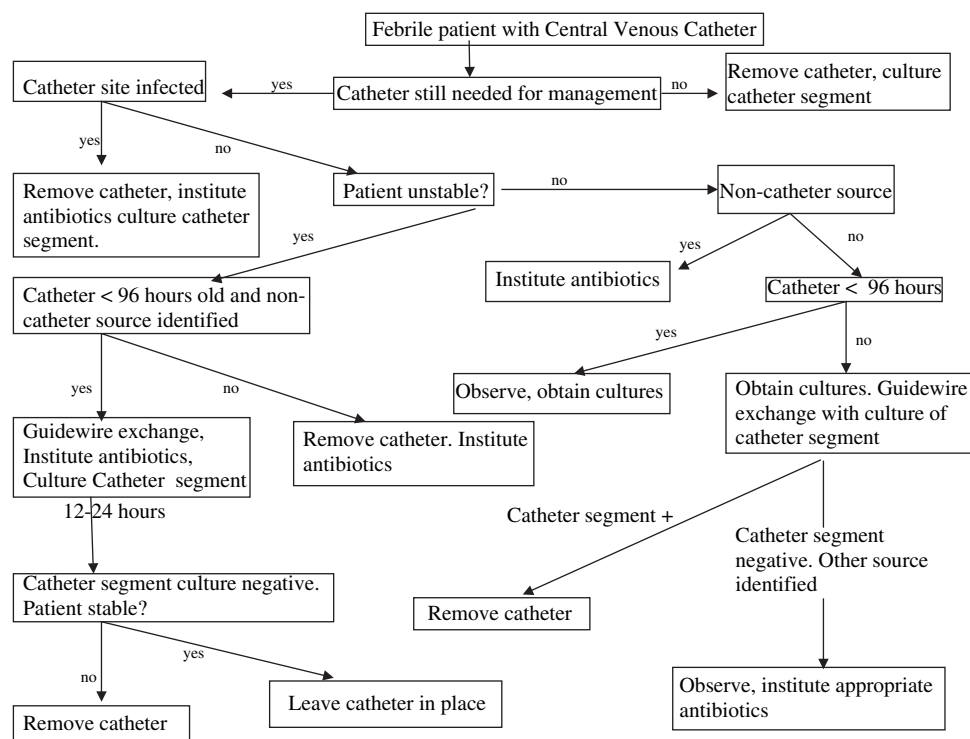 Febrile patient with Central Venous Catheter
Catheter site infected
yes
Catheter still needed for management
no
Remove catheter, culture
catheter segment
yes
no
Remove catheter, institute
antibiotics culture catheter
segment.
Patient unstable?
no
Non-catheter source
yes
yes
no
Institute antibiotics
Catheter < 96 hours
Catheter < 96 hours old and non-
catheter source identified
yes
no
yes
no
Observe, obtain cultures
Obtain cultures. Guidewire
exchange with culture of
catheter segment
Guidewire exchange,
Institute antibiotics,
Culture Catheter segment
Remove catheter. Institute
antibiotics
12-24 hours
Catheter segment +
Catheter segment
negative. Other source
identified
Catheter segment culture negative.
Patient stable?
Remove catheter
no
yes
Remove catheter
Leave catheter in place
Observe, institute appropriate
antibiotics